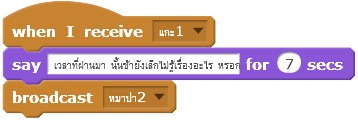 when I receive แกะ1
say เวลาที่ผ่านมา นั้นข้ายังเล็กไม่รู้เรื่องอะไร หรอก for 7 secs
broadcast หมาป่า2